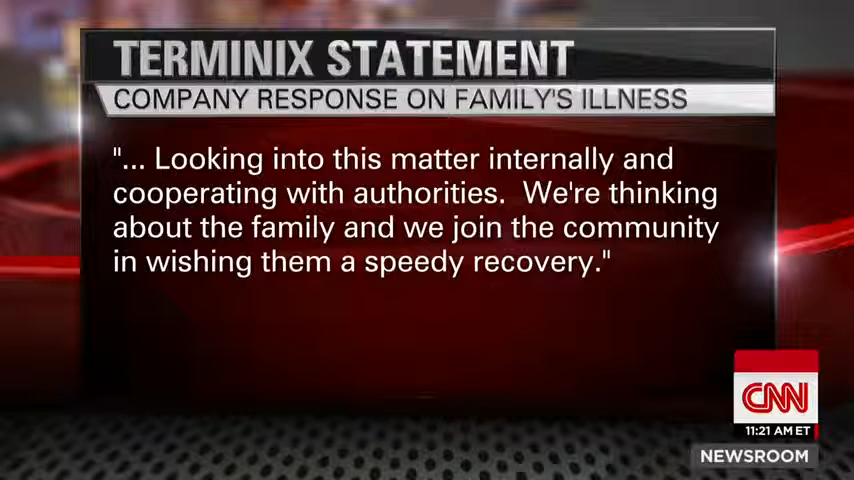 TERMINIX STATEMENT
COMPANY RESPONSE ON FAMILY'S ILLNESS
"... Looking into this matter internally and
cooperating with authorities.  We're thinking
about the family and we join the community
in wishing them a speedy recovery."
CNN
11:21 AM ET
NEWSROOM